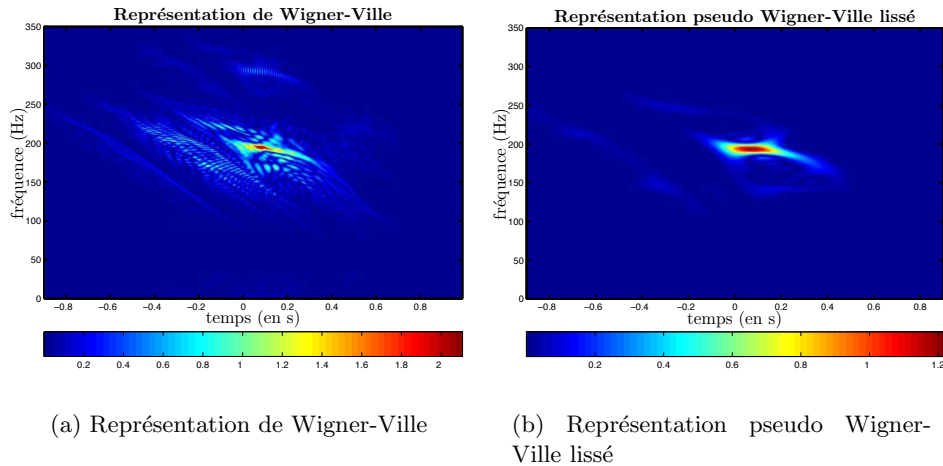 Représentation de Wigner-Ville
350
300
250
200
150
100
50
0
fréquence (Hz)
−0.8 −0.6 −0.4 −0.2 0 0.2 0.4 0.6 0.8
temps (en s)
0.2 0.4 0.6 0.8 1 1.2 1.4 1.6 1.8 2
(a) Représentation de Wigner-Ville
Représentation pseudo Wigner-Ville lissé
350
300
250
200
150
100
50
0
fréquence (Hz)
−0.8 −0.6 −0.4 −0.2 0 0.2 0.4 0.6 0.8
temps (en s)
0.2 0.4 0.6 0.8 1 1.2
(b) Représentation pseudo Wigner-
Ville lissé